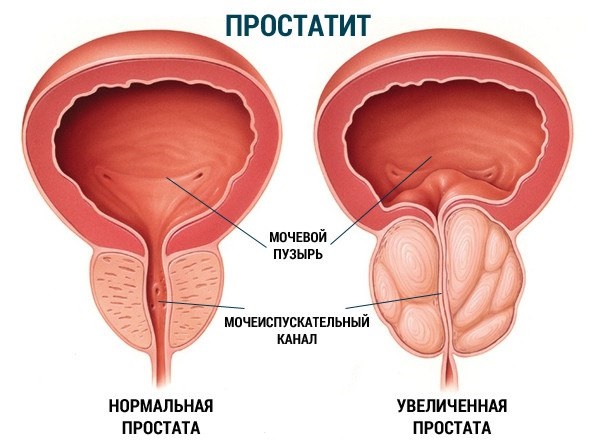 ПРОСТАТИТ
МОЧЕВОЙ
ПУЗЫРЬ
МОЧЕИСПУСКАТЕЛЬНЫЙ
КАНАЛ
НОРМАЛЬНАЯ
ПРОСТАТА
УВЕЛИЧЕННАЯ
ПРОСТАТА